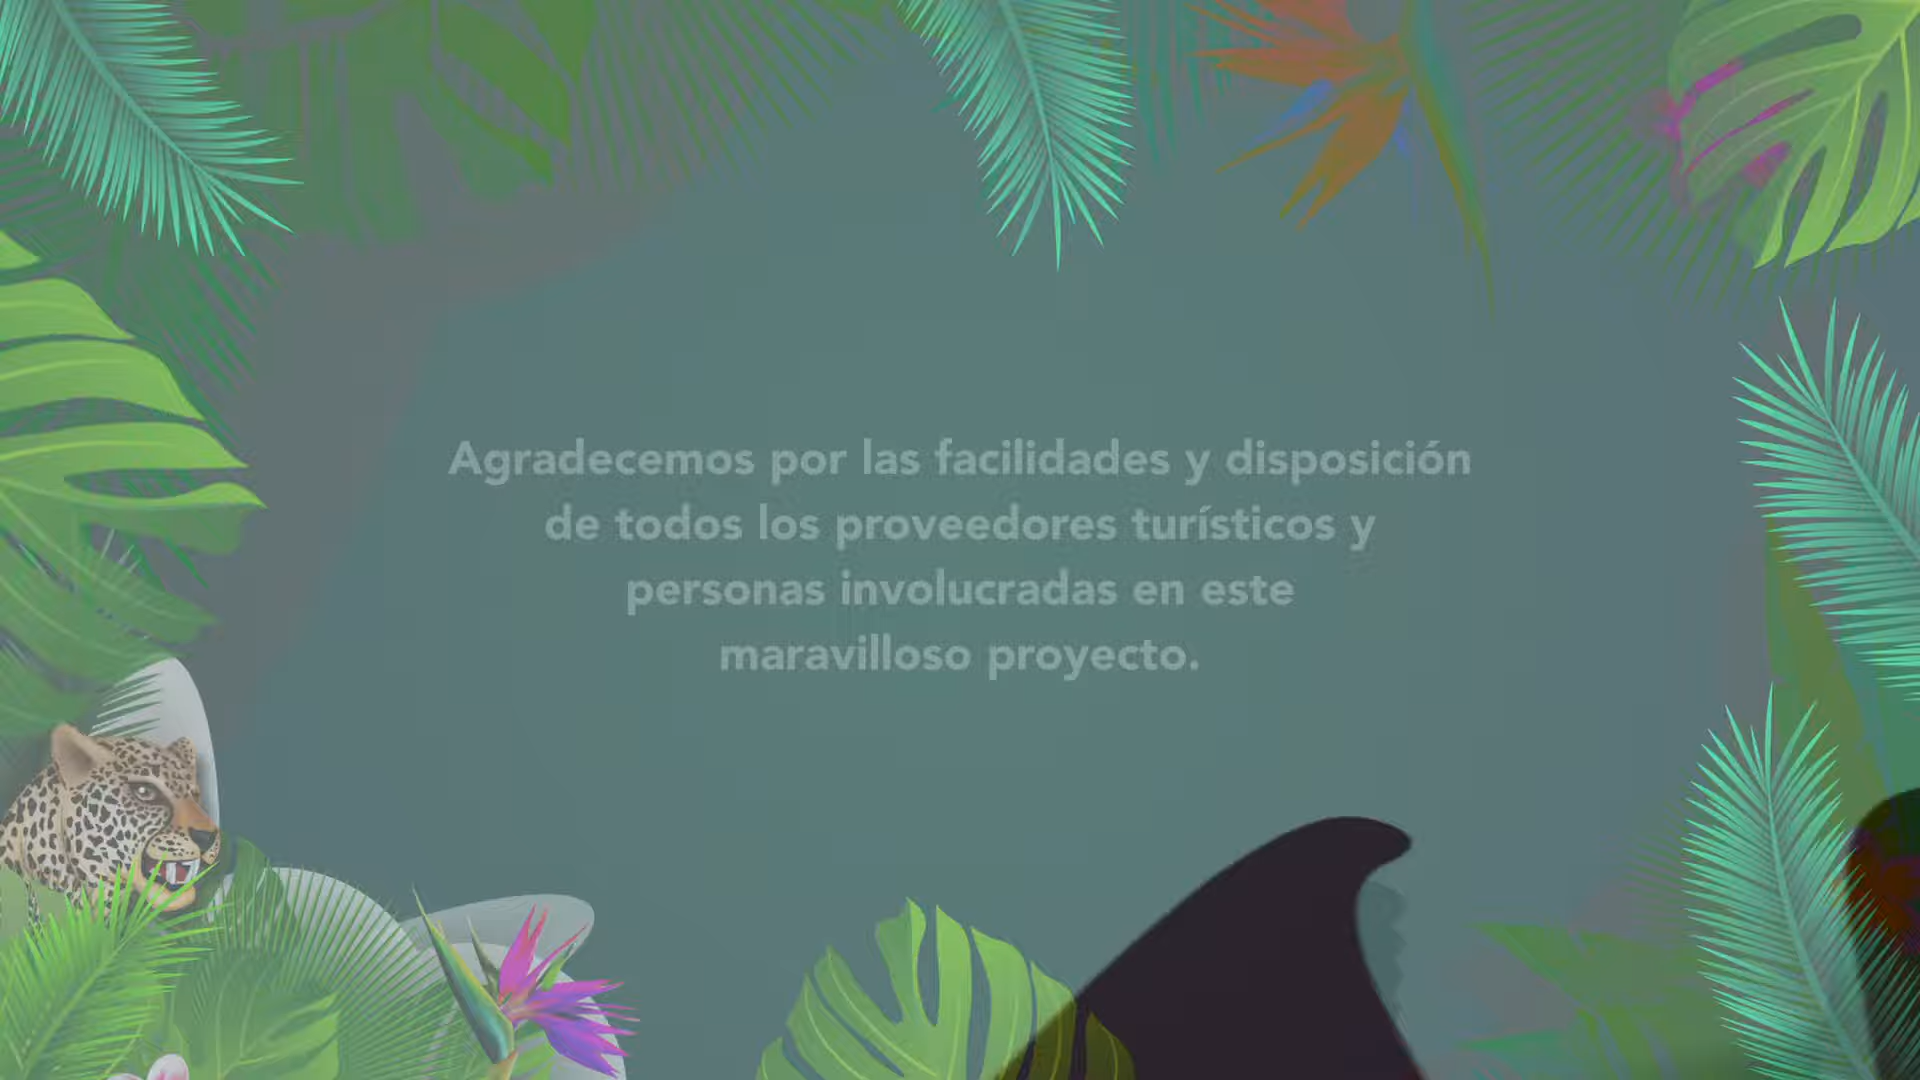 Agradecemos por las facilidades y disposición
de todos los proveedores turísticos y
personas involucradas en este
maravilloso proyecto.